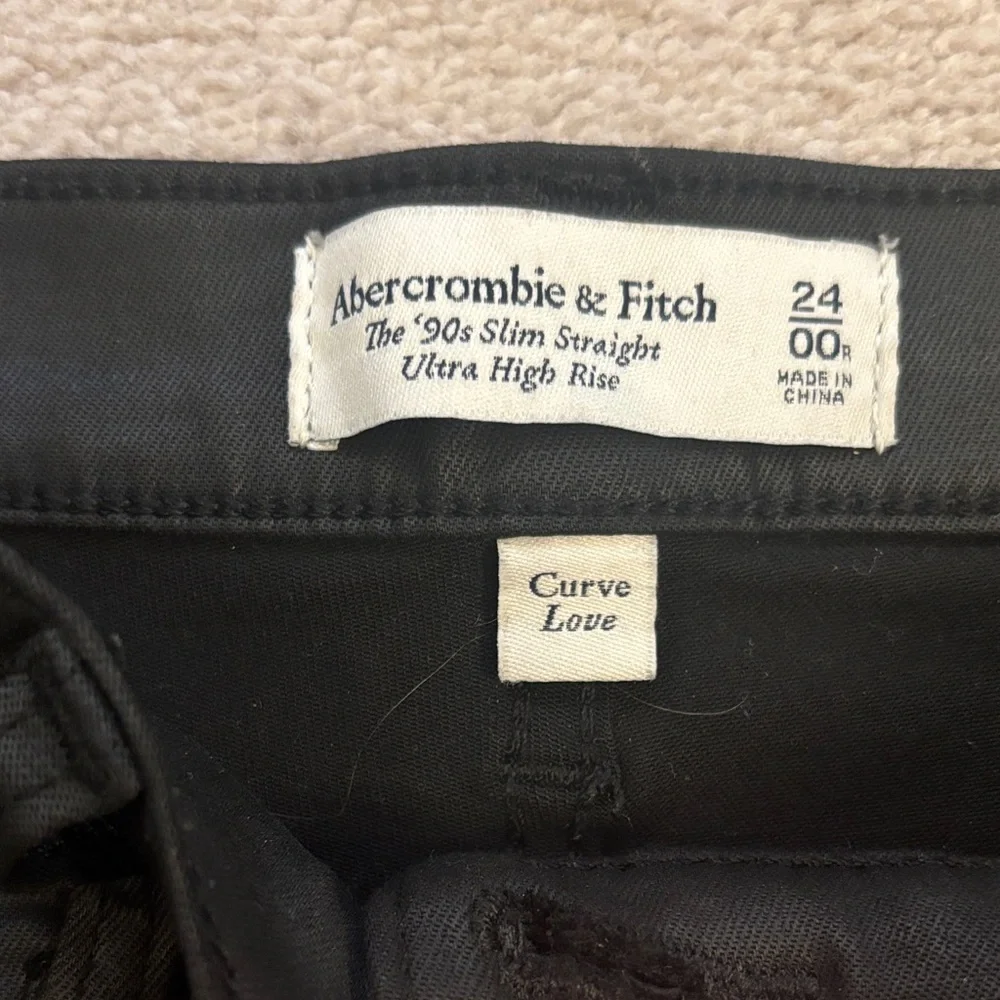 Abercrombie & Fitch
The '90s Slim Straight
Ultra High Rise
24
00R
MADE IN
CHINA
Curve
Love